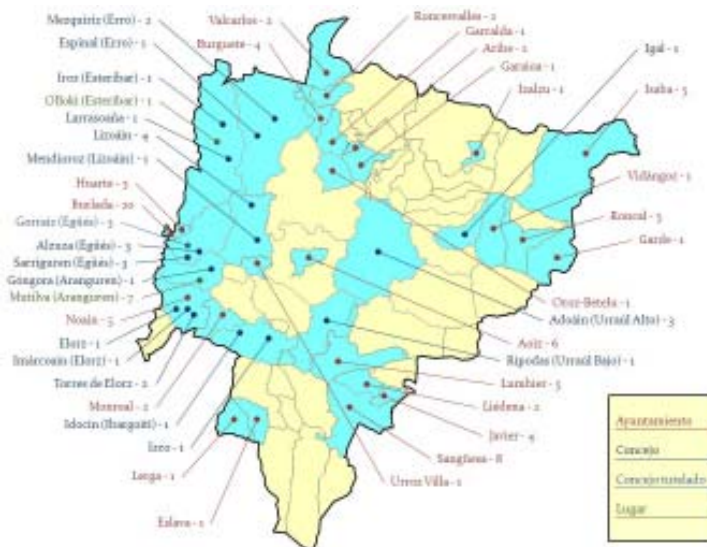 Mezquiriz (Erro) - 2
Espinal (Erro) - 1
Iroz (Esteribar) - 1
Olloki (Esteribar) - 1
Larrasoaña - 1
Lizoáin - 4
Mendioroz (Lizoáin) - 1
Huarte - 3
Burlada - 20
Gorraiz (Egüés) - 3
Alzuza (Egüés) - 3
Sarriguren (Egüés) - 3
Góngora (Aranguren) - 1
Mutilva (Aranguren) - 7
Noáin - 5
Elorz - 1
Imárcoain (Elorz) - 1
Torres de Elorz - 2
Monreal - 2
Idocin (Ibargoiti) - 1
Izco - 1
Lerga - 1
Eslava - 1
Valcarlos - 2
Burguete - 4
Roncesvalles - 2
Garralda - 1
Aribe - 2
Garaioa - 1
Izalzu - 1
Igal - 1
Isaba - 5
Vidángoz - 1
Roncal - 3
Garde - 1
Oroz-Betelu - 1
Adoáin (Urraúl Alto) - 3
Aoiz - 6
Ripodas (Urraúl Bajo) - 1
Lumbier - 5
Liédena - 2
Javier - 4
Sangüesa - 8
Urroz Villa - 1
Ayuntamiento
Concejo
Concejo tutelado
Lugar